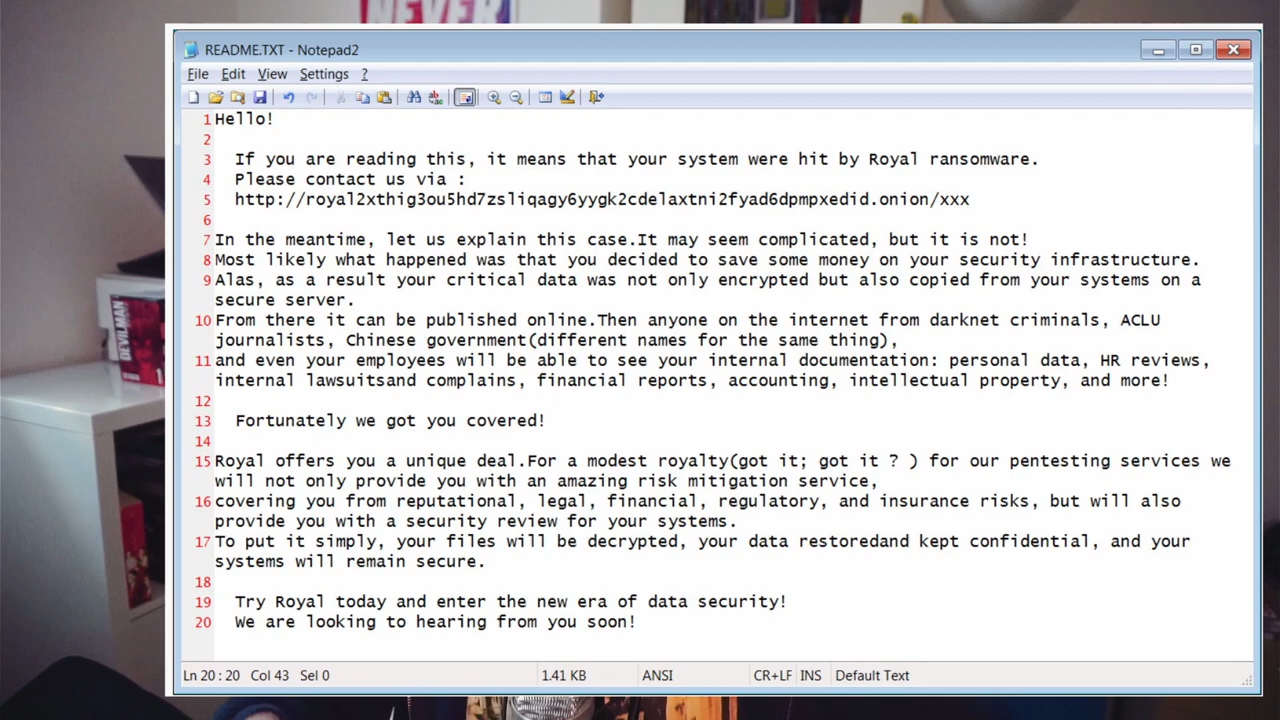 NEVER
README.TXT - Notepad2
File Edit View Settings ?
1 Hello!
2
3 If you are reading this, it means that your system were hit by Royal ransomware.
4 Please contact us via :
5 http://royal2xthig3ou5hd7zsliqagy6yygk2cdelaxtni2fyad6dpmpxedid.onion/xxx
6
7 In the meantime, let us explain this case.It may seem complicated, but it is not!
8 Most likely what happened was that you decided to save some money on your security infrastructure.
9 Alas, as a result your critical data was not only encrypted but also copied from your systems on a
secure server.
10 From there it can be published online.Then anyone on the internet from darknet criminals, ACLU
journalists, Chinese government(different names for the same thing),
11 and even your employees will be able to see your internal documentation: personal data, HR reviews,
internal lawsuitsand complains, financial reports, accounting, intellectual property, and more!
12
13 Fortunately we got you covered!
14
15 Royal offers you a unique deal.For a modest royalty(got it; got it ? ) for our pentesting services we
will not only provide you with an amazing risk mitigation service,
16 covering you from reputational, legal, financial, regulatory, and insurance risks, but will also
provide you with a security review for your systems.
17 To put it simply, your files will be decrypted, your data restoredand kept confidential, and your
systems will remain secure.
18
19 Try Royal today and enter the new era of data security!
20 We are looking to hearing from you soon!
Ln 20 : 20 Col 43 Sel 0 1.41 KB ANSI CR+LF INS Default Text
DEVILMAN